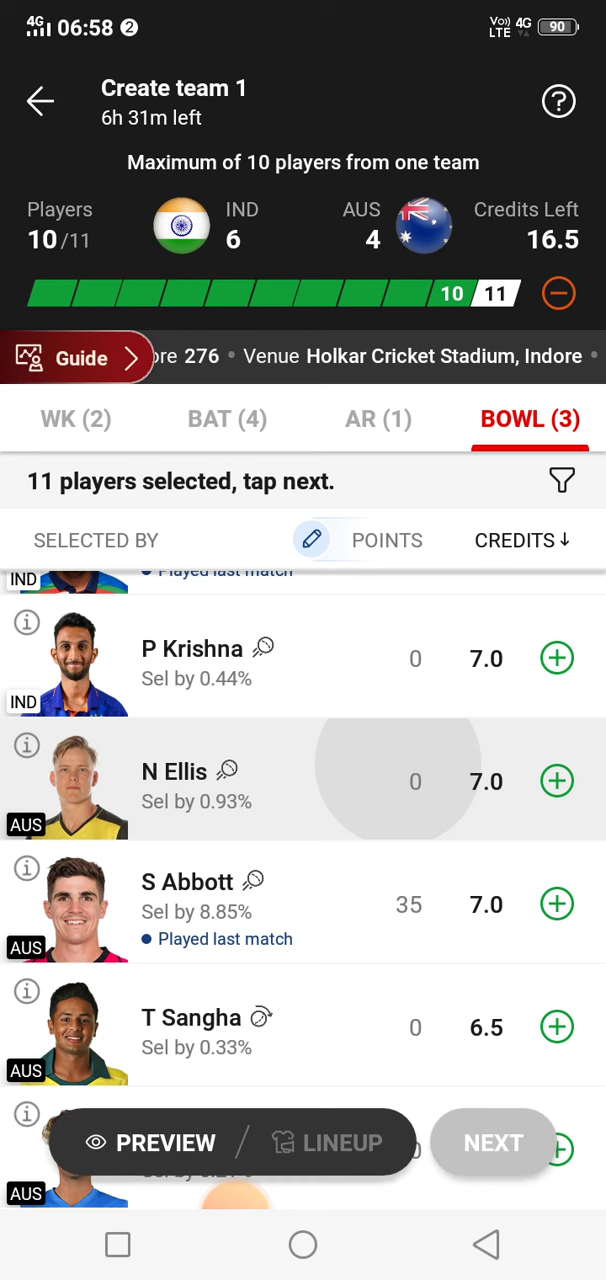 4G 06:58 2 Vo)) LTE 4G 90
Create team 1
6h 31m left
?
Maximum of 10 players from one team
Players IND AUS Credits Left
10/11 6 4 16.5
10 11
Guide ore 276 • Venue Holkar Cricket Stadium, Indore •
WK (2) BAT (4) AR (1) BOWL (3)
11 players selected, tap next.
SELECTED BY POINTS CREDITS↓
IND • Played last match
P Krishna 0 7.0
Sel by 0.44%
IND
N Ellis 0 7.0
Sel by 0.93%
AUS
S Abbott 35 7.0
Sel by 8.85%
• Played last match
AUS
T Sangha 0 6.5
Sel by 0.33%
AUS
PREVIEW / LINEUP NEXT
AUS